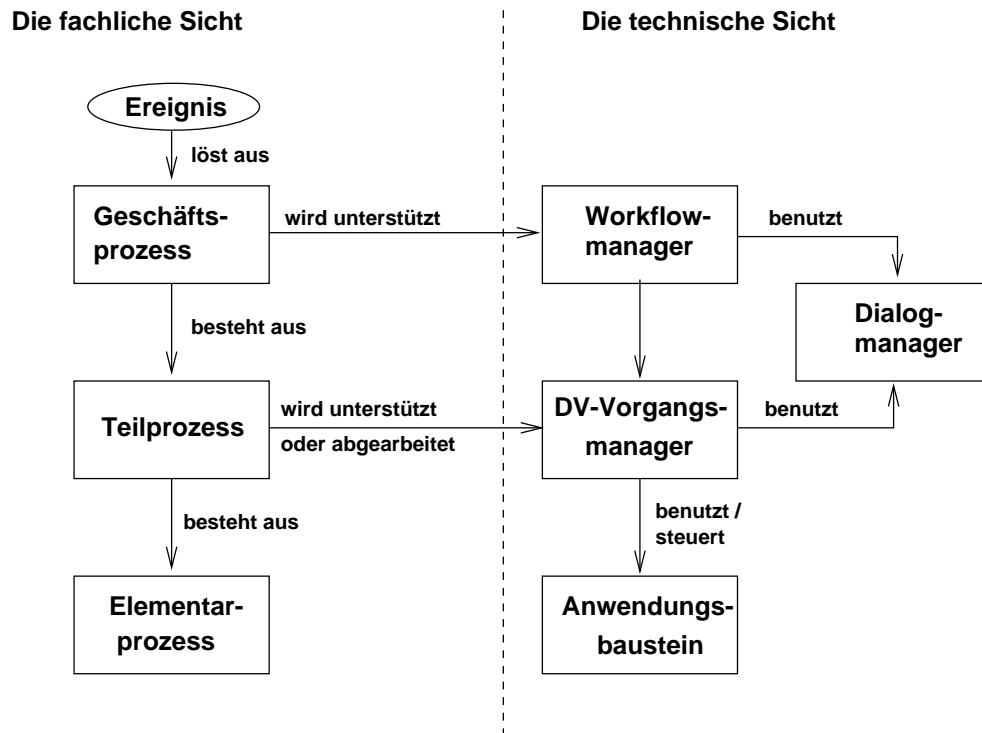 Die fachliche Sicht
Die technische Sicht
Ereignis
löst aus
Geschäfts-
prozess
wird unterstützt
Workflow-
manager
benutzt
besteht aus
Dialog-
manager
Teilprozess
wird unterstützt
oder abgearbeitet
DV-Vorgangs-
manager
benutzt
besteht aus
benutzt /
steuert
Elementar-
prozess
Anwendungs-
baustein